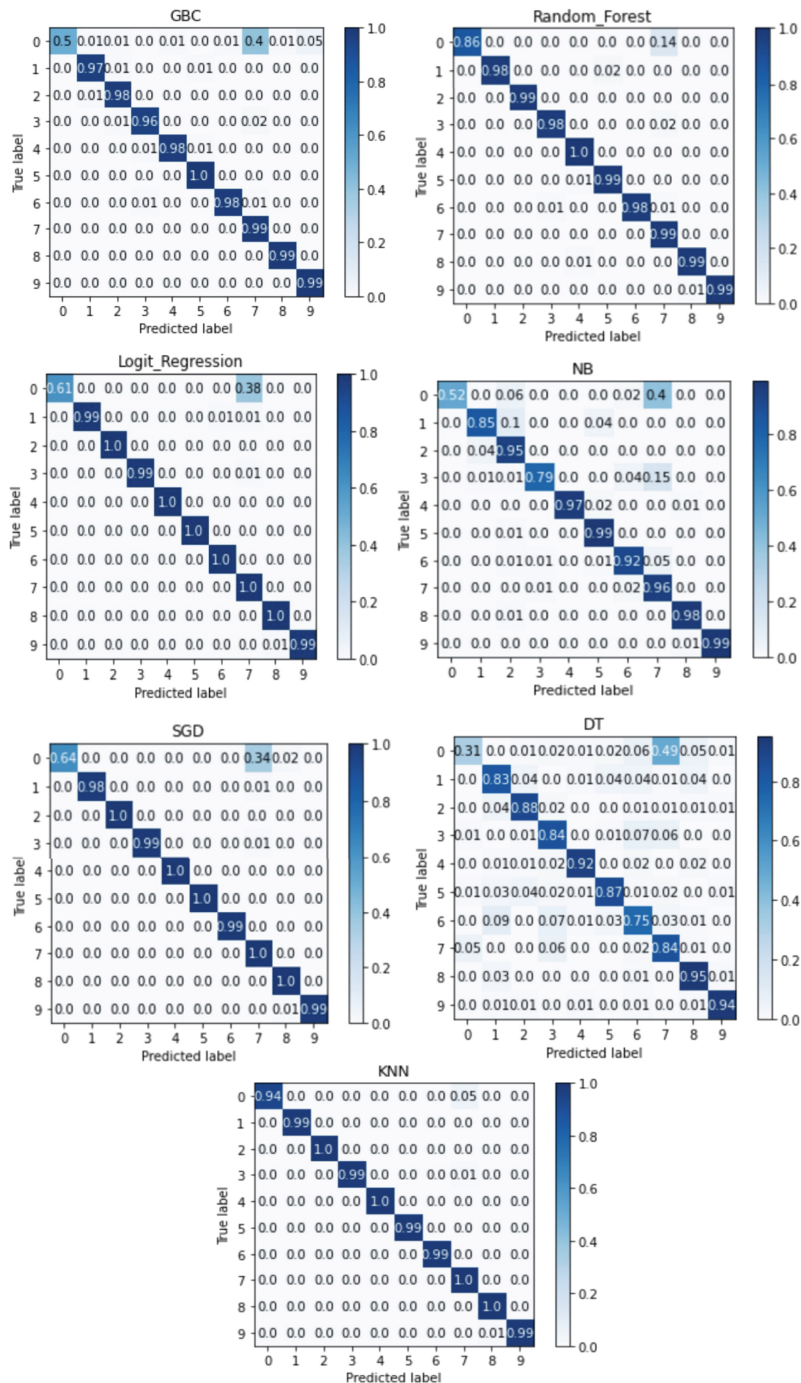 GBC
True label
0 0.5 0.01 0.01 0.0 0.01 0.0 0.01 0.4 0.01 0.05
1 0.0 0.97 0.01 0.0 0.0 0.01 0.0 0.0 0.0 0.0
2 0.0 0.01 0.98 0.0 0.0 0.0 0.0 0.0 0.0 0.0
3 0.0 0.0 0.01 0.96 0.0 0.0 0.0 0.02 0.0 0.0
4 0.0 0.0 0.0 0.01 0.98 0.01 0.0 0.0 0.0 0.0
5 0.0 0.0 0.0 0.0 0.0 1.0 0.0 0.0 0.0 0.0
6 0.0 0.0 0.0 0.01 0.0 0.0 0.98 0.01 0.0 0.0
7 0.0 0.0 0.0 0.0 0.0 0.0 0.0 0.99 0.0 0.0
8 0.0 0.0 0.0 0.0 0.0 0.0 0.0 0.0 0.99 0.0
9 0.0 0.0 0.0 0.0 0.0 0.0 0.0 0.0 0.0 0.99
0 1 2 3 4 5 6 7 8 9
Predicted label
1.0
0.8
0.6
0.4
0.2
0.0
Random_Forest
True label
0 0.86 0.0 0.0 0.0 0.0 0.0 0.0 0.14 0.0 0.0
1 0.0 0.98 0.0 0.0 0.0 0.02 0.0 0.0 0.0 0.0
2 0.0 0.0 0.99 0.0 0.0 0.0 0.0 0.0 0.0 0.0
3 0.0 0.0 0.0 0.98 0.0 0.0 0.0 0.02 0.0 0.0
4 0.0 0.0 0.0 0.0 1.0 0.0 0.0 0.0 0.0 0.0
5 0.0 0.0 0.0 0.0 0.01 0.99 0.0 0.0 0.0 0.0
6 0.0 0.0 0.0 0.01 0.0 0.0 0.98 0.01 0.0 0.0
7 0.0 0.0 0.0 0.0 0.0 0.0 0.0 0.99 0.0 0.0
8 0.0 0.0 0.0 0.0 0.01 0.0 0.0 0.0 0.99 0.0
9 0.0 0.0 0.0 0.0 0.0 0.0 0.0 0.0 0.01 0.99
0 1 2 3 4 5 6 7 8 9
Predicted label
1.0
0.8
0.6
0.4
0.2
0.0
Logit_Regression
True label
0 0.61 0.0 0.0 0.0 0.0 0.0 0.0 0.38 0.0 0.0
1 0.0 0.99 0.0 0.0 0.0 0.0 0.01 0.01 0.0 0.0
2 0.0 0.0 1.0 0.0 0.0 0.0 0.0 0.0 0.0 0.0
3 0.0 0.0 0.0 0.99 0.0 0.0 0.0 0.01 0.0 0.0
4 0.0 0.0 0.0 0.0 1.0 0.0 0.0 0.0 0.0 0.0
5 0.0 0.0 0.0 0.0 0.0 1.0 0.0 0.0 0.0 0.0
6 0.0 0.0 0.0 0.0 0.0 0.0 1.0 0.0 0.0 0.0
7 0.0 0.0 0.0 0.0 0.0 0.0 0.0 1.0 0.0 0.0
8 0.0 0.0 0.0 0.0 0.0 0.0 0.0 0.0 1.0 0.0
9 0.0 0.0 0.0 0.0 0.0 0.0 0.0 0.0 0.01 0.99
0 1 2 3 4 5 6 7 8 9
Predicted label
1.0
0.8
0.6
0.4
0.2
0.0
NB
True label
0 0.52 0.0 0.06 0.0 0.0 0.0 0.02 0.4 0.0 0.0
1 0.0 0.85 0.1 0.0 0.0 0.04 0.0 0.0 0.0 0.0
2 0.0 0.04 0.95 0.0 0.0 0.0 0.0 0.0 0.0 0.0
3 0.0 0.01 0.01 0.79 0.0 0.0 0.04 0.15 0.0 0.0
4 0.0 0.0 0.0 0.0 0.97 0.02 0.0 0.0 0.01 0.0
5 0.0 0.0 0.01 0.0 0.0 0.99 0.0 0.0 0.0 0.0
6 0.0 0.0 0.01 0.01 0.0 0.01 0.92 0.05 0.0 0.0
7 0.0 0.0 0.0 0.01 0.0 0.0 0.02 0.96 0.0 0.0
8 0.0 0.0 0.01 0.0 0.0 0.0 0.0 0.0 0.98 0.0
9 0.0 0.0 0.0 0.0 0.0 0.0 0.0 0.0 0.01 0.99
0 1 2 3 4 5 6 7 8 9
Predicted label
0.8
0.6
0.4
0.2
0.0
SGD
True label
0 0.64 0.0 0.0 0.0 0.0 0.0 0.0 0.34 0.02 0.0
1 0.0 0.98 0.0 0.0 0.0 0.0 0.0 0.01 0.0 0.0
2 0.0 0.0 1.0 0.0 0.0 0.0 0.0 0.0 0.0 0.0
3 0.0 0.0 0.0 0.99 0.0 0.0 0.0 0.01 0.0 0.0
4 0.0 0.0 0.0 0.0 1.0 0.0 0.0 0.0 0.0 0.0
5 0.0 0.0 0.0 0.0 0.0 1.0 0.0 0.0 0.0 0.0
6 0.0 0.0 0.0 0.0 0.0 0.0 0.99 0.0 0.0 0.0
7 0.0 0.0 0.0 0.0 0.0 0.0 0.0 1.0 0.0 0.0
8 0.0 0.0 0.0 0.0 0.0 0.0 0.0 0.0 1.0 0.0
9 0.0 0.0 0.0 0.0 0.0 0.0 0.0 0.0 0.01 0.99
0 1 2 3 4 5 6 7 8 9
Predicted label
1.0
0.8
0.6
0.4
0.2
0.0
DT
True label
0 0.31 0.0 0.01 0.02 0.01 0.02 0.06 0.49 0.05 0.01
1 0.0 0.83 0.04 0.0 0.01 0.04 0.04 0.01 0.04 0.0
2 0.0 0.04 0.88 0.02 0.0 0.0 0.01 0.01 0.01 0.01
3 0.01 0.0 0.01 0.84 0.0 0.01 0.07 0.06 0.0 0.0
4 0.0 0.01 0.01 0.02 0.92 0.0 0.02 0.0 0.02 0.0
5 0.01 0.03 0.04 0.02 0.01 0.87 0.01 0.02 0.0 0.01
6 0.0 0.09 0.0 0.07 0.01 0.03 0.75 0.03 0.01 0.0
7 0.05 0.0 0.0 0.06 0.0 0.0 0.02 0.84 0.01 0.0
8 0.0 0.03 0.0 0.0 0.0 0.0 0.01 0.0 0.95 0.01
9 0.0 0.01 0.01 0.0 0.01 0.0 0.01 0.0 0.01 0.94
0 1 2 3 4 5 6 7 8 9
Predicted label
0.8
0.6
0.4
0.2
0.0
KNN
True label
0 0.94 0.0 0.0 0.0 0.0 0.0 0.0 0.05 0.0 0.0
1 0.0 0.99 0.0 0.0 0.0 0.0 0.0 0.0 0.0 0.0
2 0.0 0.0 1.0 0.0 0.0 0.0 0.0 0.0 0.0 0.0
3 0.0 0.0 0.0 0.99 0.0 0.0 0.0 0.01 0.0 0.0
4 0.0 0.0 0.0 0.0 1.0 0.0 0.0 0.0 0.0 0.0
5 0.0 0.0 0.0 0.0 0.0 0.99 0.0 0.0 0.0 0.0
6 0.0 0.0 0.0 0.0 0.0 0.0 0.99 0.0 0.0 0.0
7 0.0 0.0 0.0 0.0 0.0 0.0 0.0 1.0 0.0 0.0
8 0.0 0.0 0.0 0.0 0.0 0.0 0.0 0.0 1.0 0.0
9 0.0 0.0 0.0 0.0 0.0 0.0 0.0 0.0 0.01 0.99
0 1 2 3 4 5 6 7 8 9
Predicted label
1.0
0.8
0.6
0.4
0.2
0.0